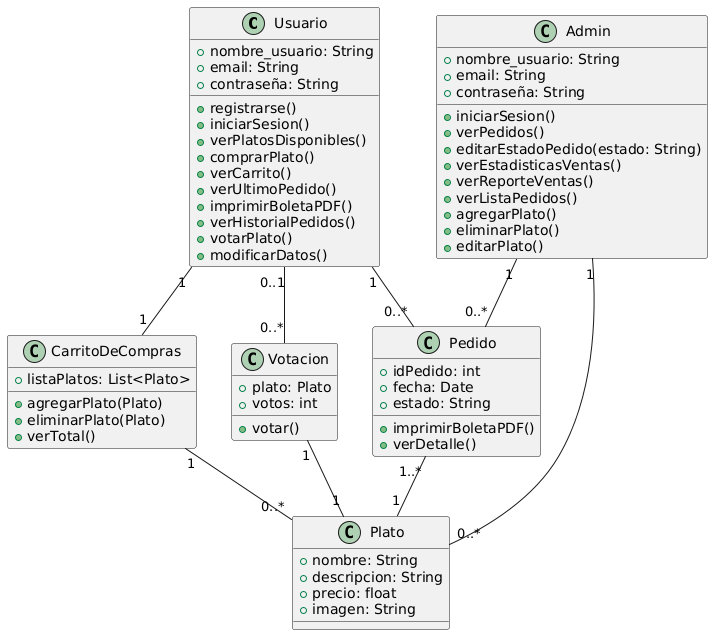 C Usuario
nombre_usuario: String
email: String
contraseña: String
registrarse()
iniciarSesion()
verPlatosDisponibles()
comprarPlato()
verCarrito()
verUltimoPedido()
imprimirBoletaPDF()
verHistorialPedidos()
votarPlato()
modificarDatos()
C Admin
nombre_usuario: String
email: String
contraseña: String
iniciarSesion()
verPedidos()
editarEstadoPedido(estado: String)
verEstadisticasVentas()
verReporteVentas()
verListaPedidos()
agregarPlato()
eliminarPlato()
editarPlato()
1
0..1
1
1
1
1
0..*
0..*
0..*
C CarritoDeCompras
listaPlatos: List<Plato>
agregarPlato(Plato)
eliminarPlato(Plato)
verTotal()
C Votacion
plato: Plato
votos: int
votar()
C Pedido
idPedido: int
fecha: Date
estado: String
imprimirBoletaPDF()
verDetalle()
1
1
1..*
0..*
1
1
0..*
C Plato
nombre: String
descripcion: String
precio: float
imagen: String